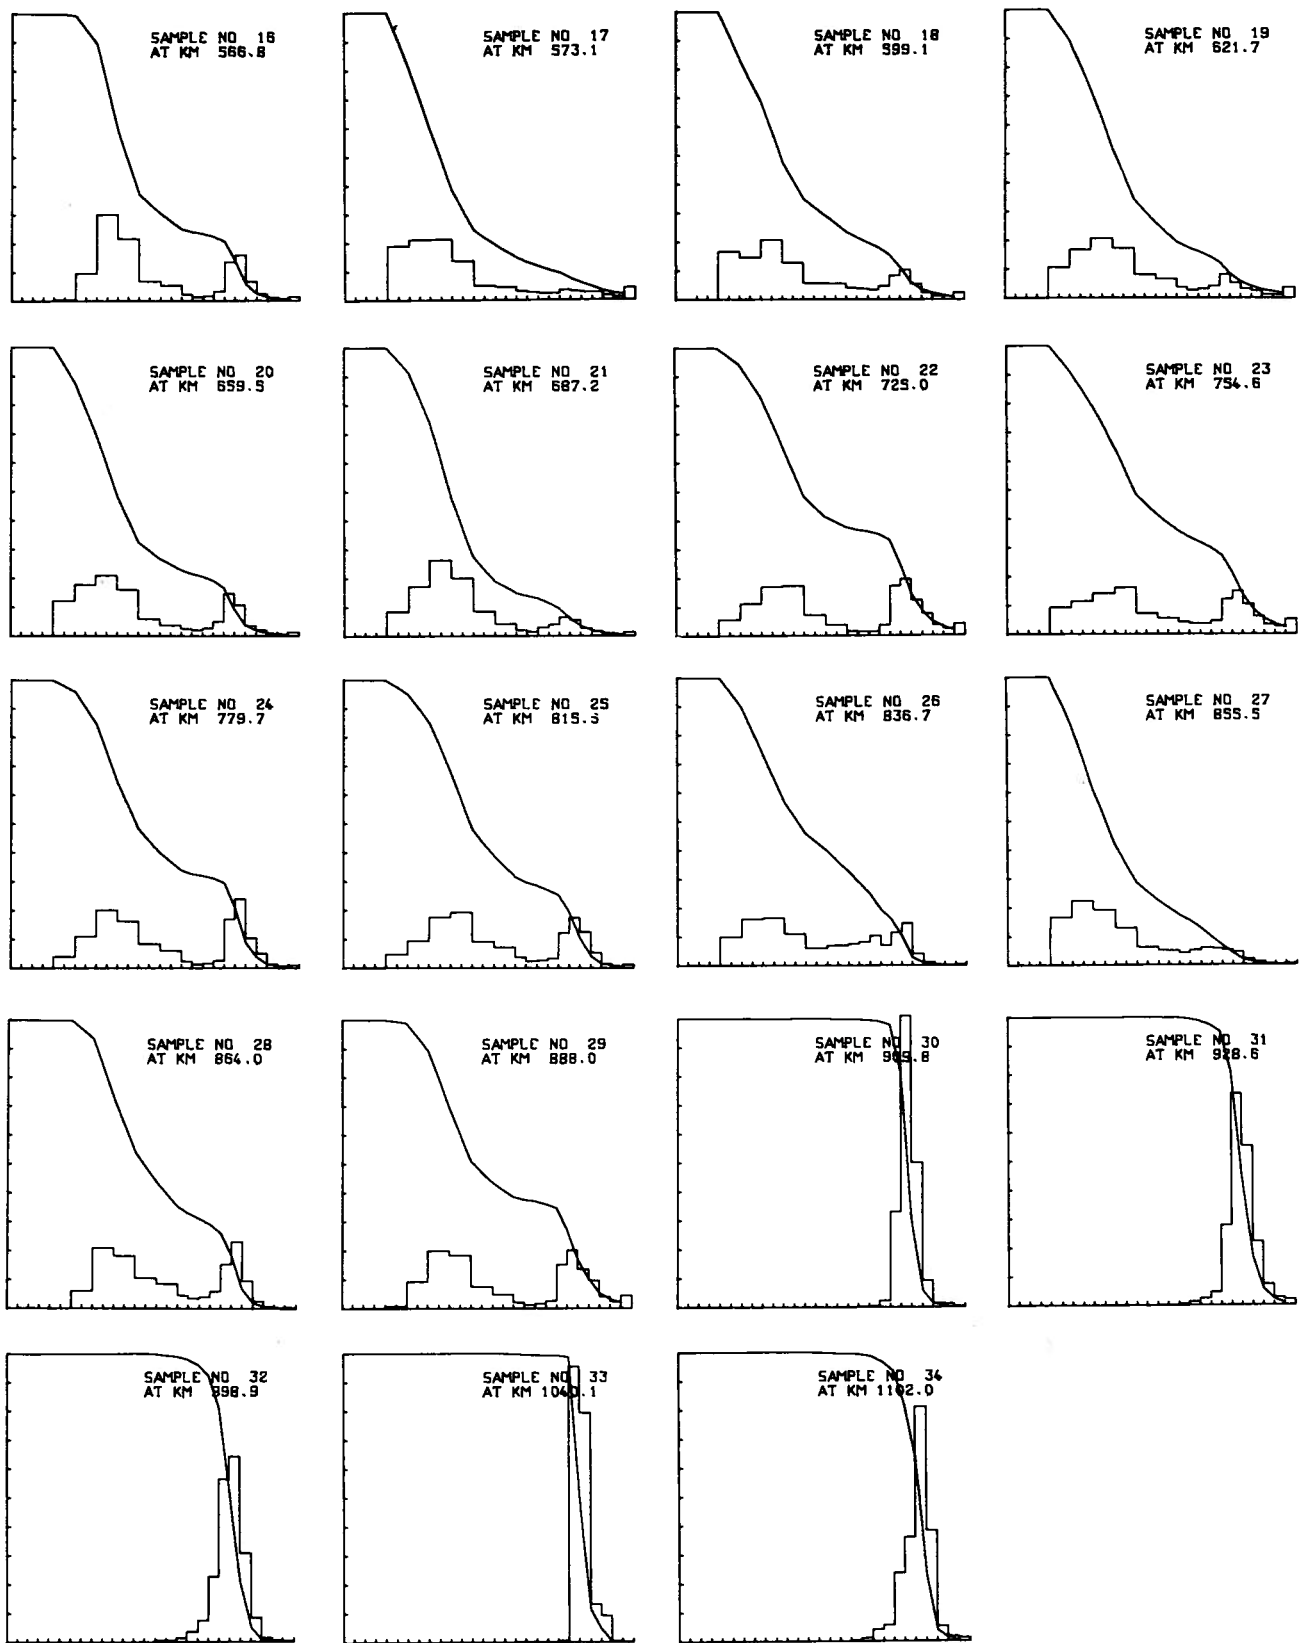 SAMPLE NO 16
AT KM 566.8
SAMPLE NO 17
AT KM 573.1
SAMPLE NO 18
AT KM 599.1
SAMPLE NO 19
AT KM 621.7
SAMPLE NO 20
AT KM 659.5
SAMPLE NO 21
AT KM 687.2
SAMPLE NO 22
AT KM 725.0
SAMPLE NO 23
AT KM 754.6
SAMPLE NO 24
AT KM 779.7
SAMPLE NO 25
AT KM
SAMPLE NO 26
AT KM 836.7
SAMPLE NO 27
AT KM 855.5
SAMPLE NO 28
AT KM 864.0
SAMPLE NO 29
AT KM 888.0
SAMPLE NO 30
AT KM
SAMPLE NO 31
AT KM 928.6
SAMPLE NO 32
AT KM
SAMPLE NO 33
AT KM
SAMPLE NO 34
AT KM 1102.0